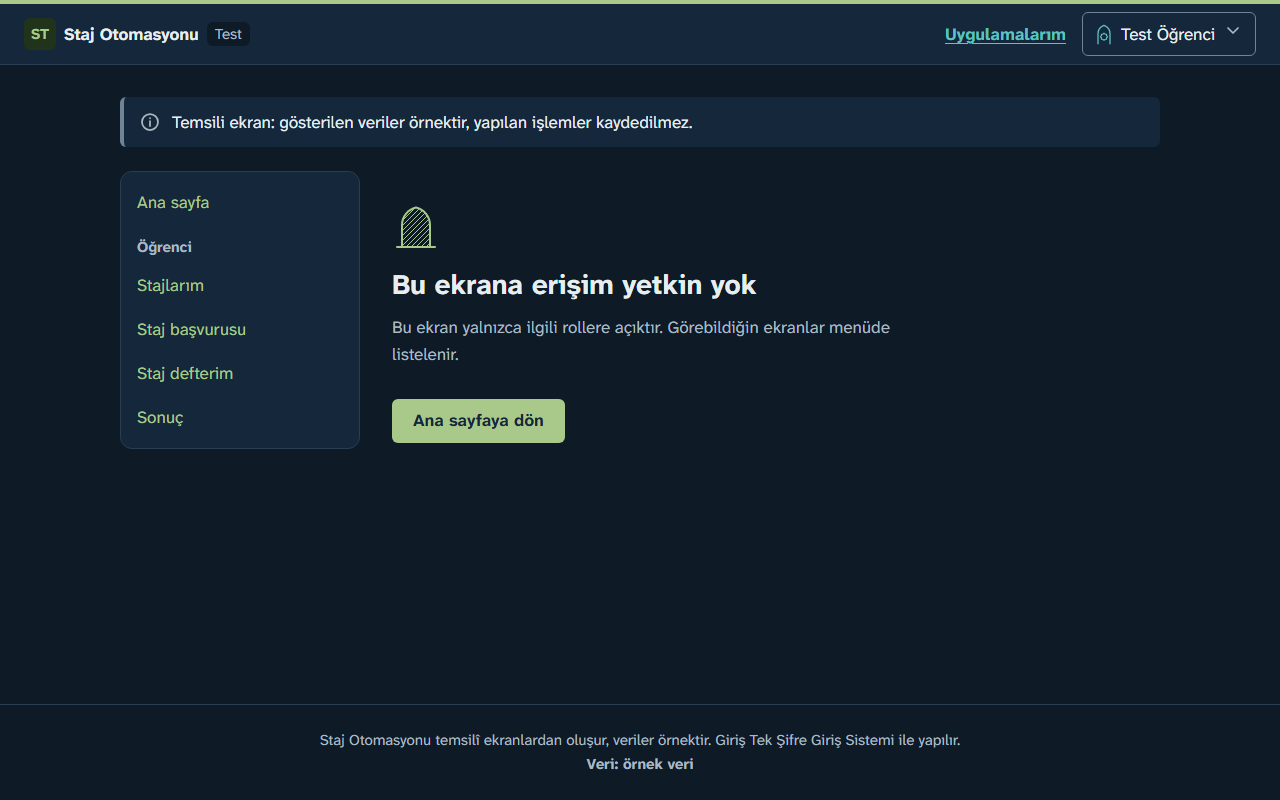 ST Staj Otomasyonu Test
Uygulamalarım
Test Öğrenci
Temsili ekran: gösterilen veriler örnektir, yapılan işlemler kaydedilmez.
Ana sayfa
Öğrenci
Stajlarım
Staj başvurusu
Staj defterim
Sonuç
Bu ekrana erişim yetkin yok
Bu ekran yalnızca ilgili rollere açıktır. Görebildiğin ekranlar menüde
listelenir.
Ana sayfaya dön
Staj Otomasyonu temsilî ekranlardan oluşur, veriler örnektir. Giriş Tek Şifre Giriş Sistemi ile yapılır.
Veri: örnek veri